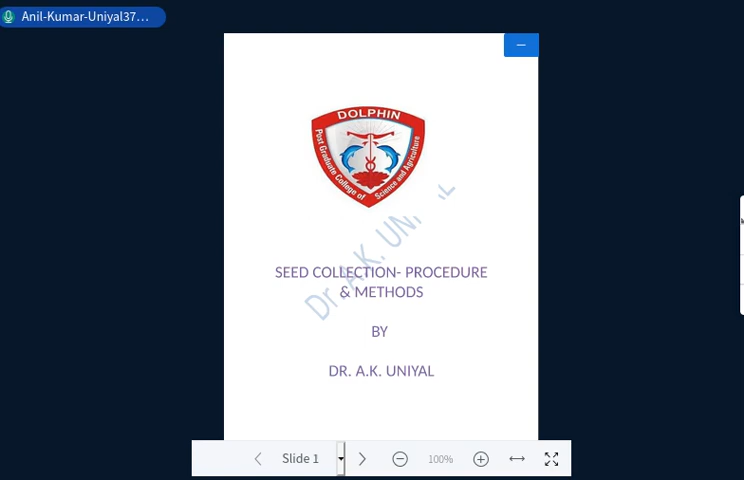 Anil-Kumar-Uniyal37...
DOLPHIN
Post Graduate College of Science and Agriculture
Dr. A.K. UNIYAL
SEED COLLECTION- PROCEDURE
& METHODS
BY
DR. A.K. UNIYAL
Slide 1
100%